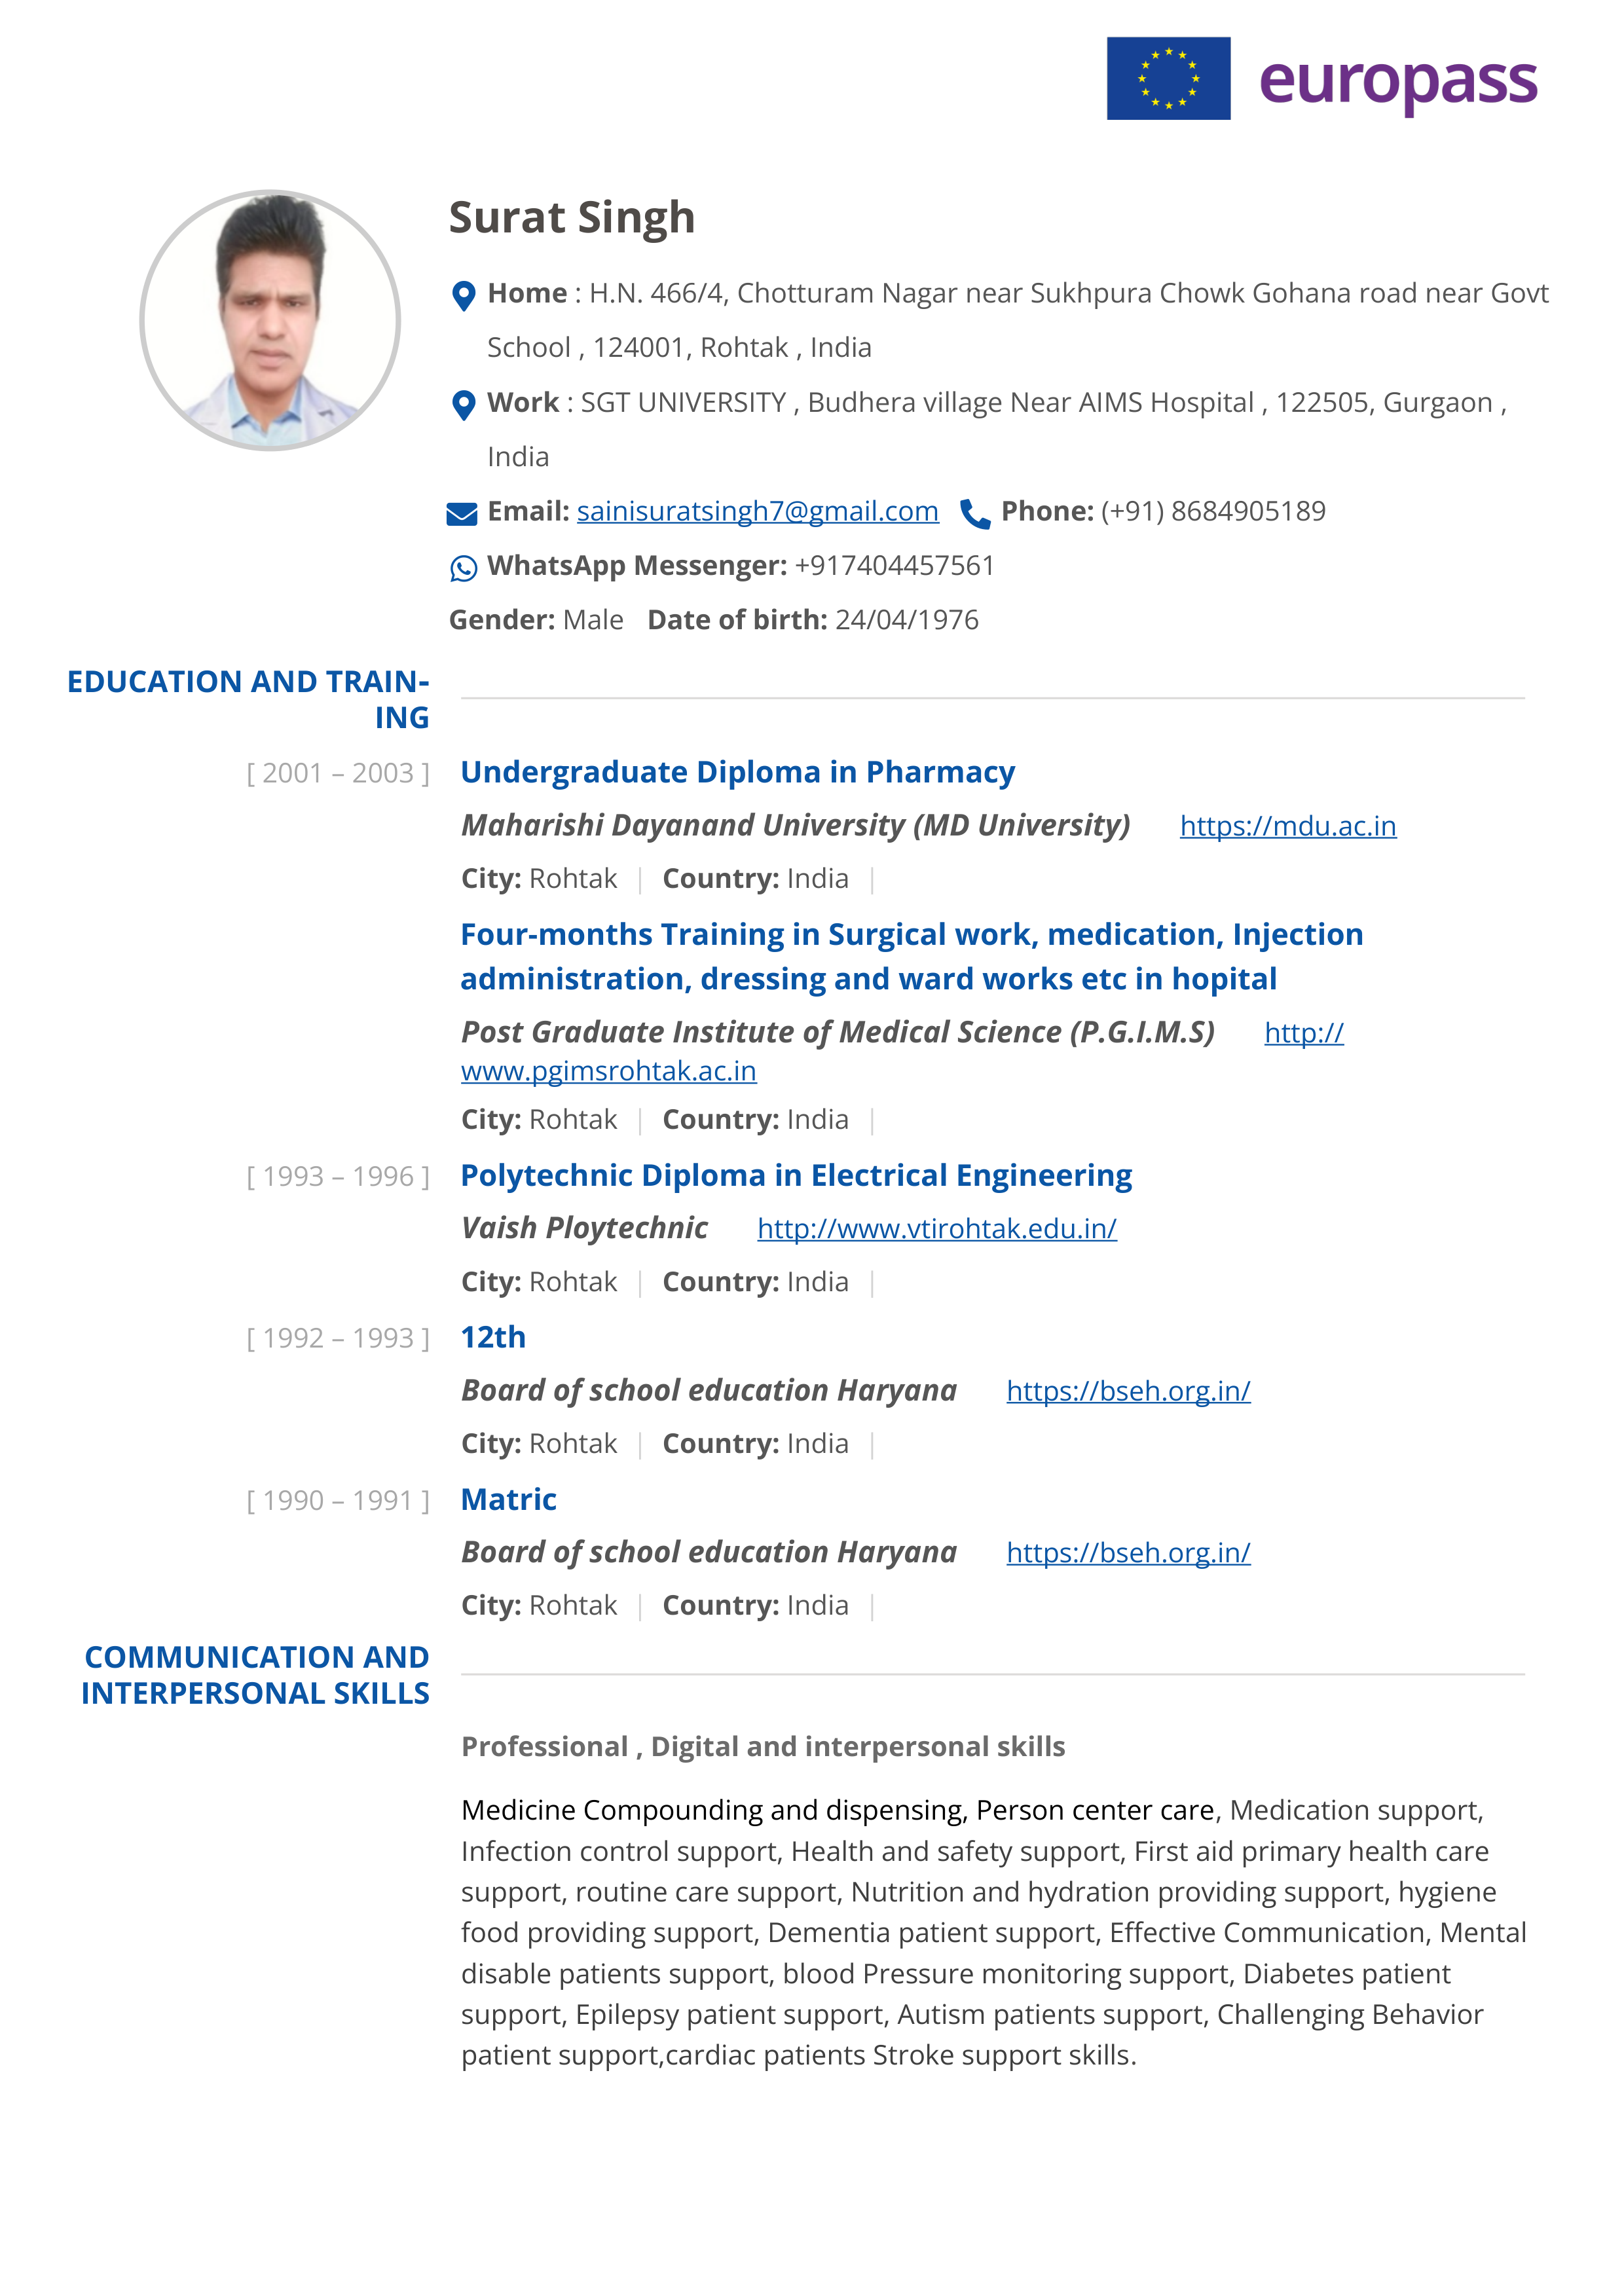 europass
Surat Singh
Home : H.N. 466/4, Chotturam Nagar near Sukhpura Chowk Gohana road near Govt
School , 124001, Rohtak , India
Work : SGT UNIVERSITY , Budhera village Near AIMS Hospital , 122505, Gurgaon ,
India
Email: sainisuratsingh7@gmail.com Phone: (+91) 8684905189
WhatsApp Messenger: +917404457561
Gender: Male Date of birth: 24/04/1976
EDUCATION AND TRAIN-
ING
[ 2001 – 2003 ] Undergraduate Diploma in Pharmacy
Maharishi Dayanand University (MD University) https://mdu.ac.in
City: Rohtak | Country: India |
Four-months Training in Surgical work, medication, Injection
administration, dressing and ward works etc in hopital
Post Graduate Institute of Medical Science (P.G.I.M.S) http://
www.pgimsrohtak.ac.in
City: Rohtak | Country: India |
[ 1993 – 1996 ] Polytechnic Diploma in Electrical Engineering
Vaish Ploytechnic http://www.vtirohtak.edu.in/
City: Rohtak | Country: India |
[ 1992 – 1993 ] 12th
Board of school education Haryana https://bseh.org.in/
City: Rohtak | Country: India |
[ 1990 – 1991 ] Matric
Board of school education Haryana https://bseh.org.in/
City: Rohtak | Country: India |
COMMUNICATION AND
INTERPERSONAL SKILLS
Professional , Digital and interpersonal skills
Medicine Compounding and dispensing, Person center care, Medication support,
Infection control support, Health and safety support, First aid primary health care
support, routine care support, Nutrition and hydration providing support, hygiene
food providing support, Dementia patient support, Effective Communication, Mental
disable patients support, blood Pressure monitoring support, Diabetes patient
support, Epilepsy patient support, Autism patients support, Challenging Behavior
patient support,cardiac patients Stroke support skills.